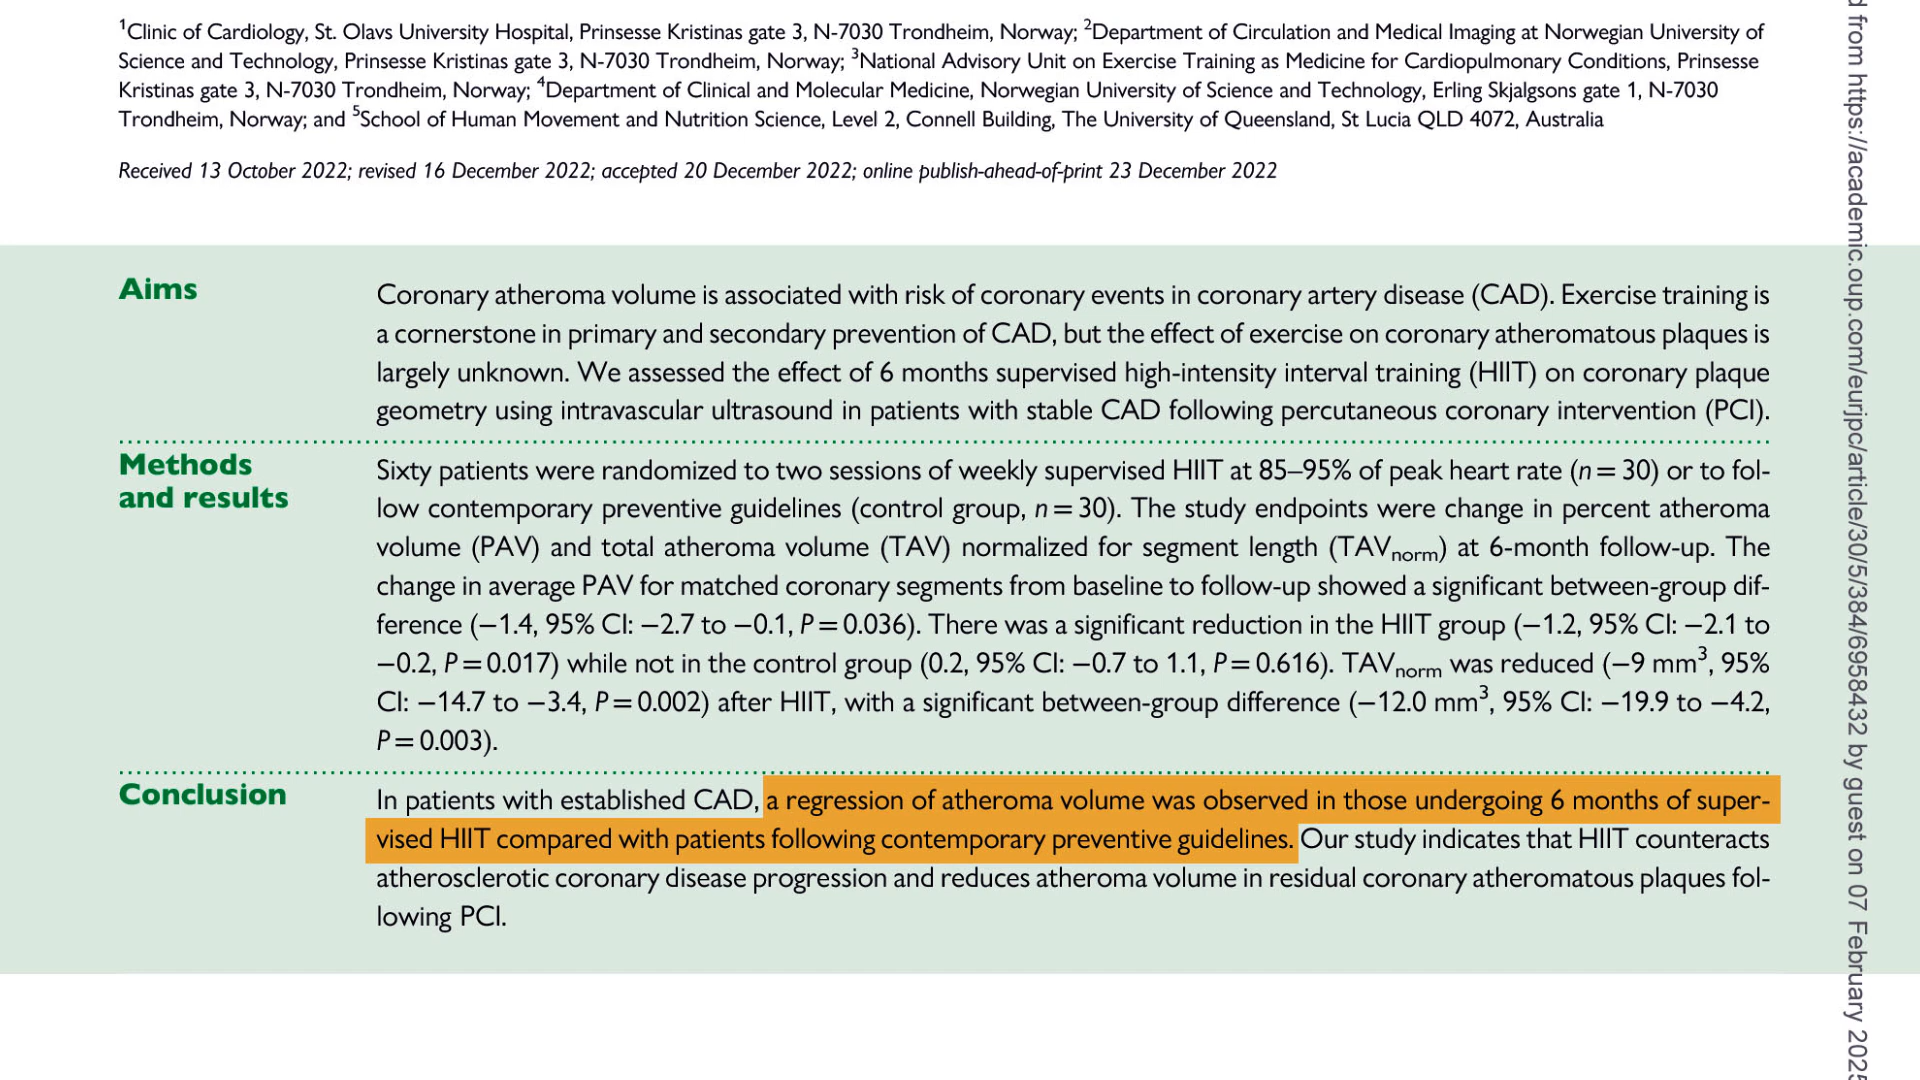 ¹Clinic of Cardiology, St. Olavs University Hospital, Prinsesse Kristinas gate 3, N-7030 Trondheim, Norway; ²Department of Circulation and Medical Imaging at Norwegian University of
Science and Technology, Prinsesse Kristinas gate 3, N-7030 Trondheim, Norway; ³National Advisory Unit on Exercise Training as Medicine for Cardiopulmonary Conditions, Prinsesse
Kristinas gate 3, N-7030 Trondheim, Norway; ⁴Department of Clinical and Molecular Medicine, Norwegian University of Science and Technology, Erling Skjalgsons gate 1, N-7030
Trondheim, Norway; and ⁵School of Human Movement and Nutrition Science, Level 2, Connell Building, The University of Queensland, St Lucia QLD 4072, Australia
Received 13 October 2022; revised 16 December 2022; accepted 20 December 2022; online publish-ahead-of-print 23 December 2022
Aims
Coronary atheroma volume is associated with risk of coronary events in coronary artery disease (CAD). Exercise training is
a cornerstone in primary and secondary prevention of CAD, but the effect of exercise on coronary atheromatous plaques is
largely unknown. We assessed the effect of 6 months supervised high-intensity interval training (HIIT) on coronary plaque
geometry using intravascular ultrasound in patients with stable CAD following percutaneous coronary intervention (PCI).
Methods
and results
Sixty patients were randomized to two sessions of weekly supervised HIIT at 85–95% of peak heart rate (n = 30) or to fol-
low contemporary preventive guidelines (control group, n = 30). The study endpoints were change in percent atheroma
volume (PAV) and total atheroma volume (TAV) normalized for segment length (TAVnorm) at 6-month follow-up. The
change in average PAV for matched coronary segments from baseline to follow-up showed a significant between-group dif-
ference (−1.4, 95% CI: −2.7 to −0.1, P = 0.036). There was a significant reduction in the HIIT group (−1.2, 95% CI: −2.1 to
−0.2, P = 0.017) while not in the control group (0.2, 95% CI: −0.7 to 1.1, P = 0.616). TAVnorm was reduced (−9 mm³, 95%
CI: −14.7 to −3.4, P = 0.002) after HIIT, with a significant between-group difference (−12.0 mm³, 95% CI: −19.9 to −4.2,
P = 0.003).
Conclusion
In patients with established CAD, a regression of atheroma volume was observed in those undergoing 6 months of super-
vised HIIT compared with patients following contemporary preventive guidelines. Our study indicates that HIIT counteracts
atherosclerotic coronary disease progression and reduces atheroma volume in residual coronary atheromatous plaques fol-
lowing PCI.
from https://academic.oup.com/eurjpc/article/30/5/384/6958432 by guest on 07 February 2025